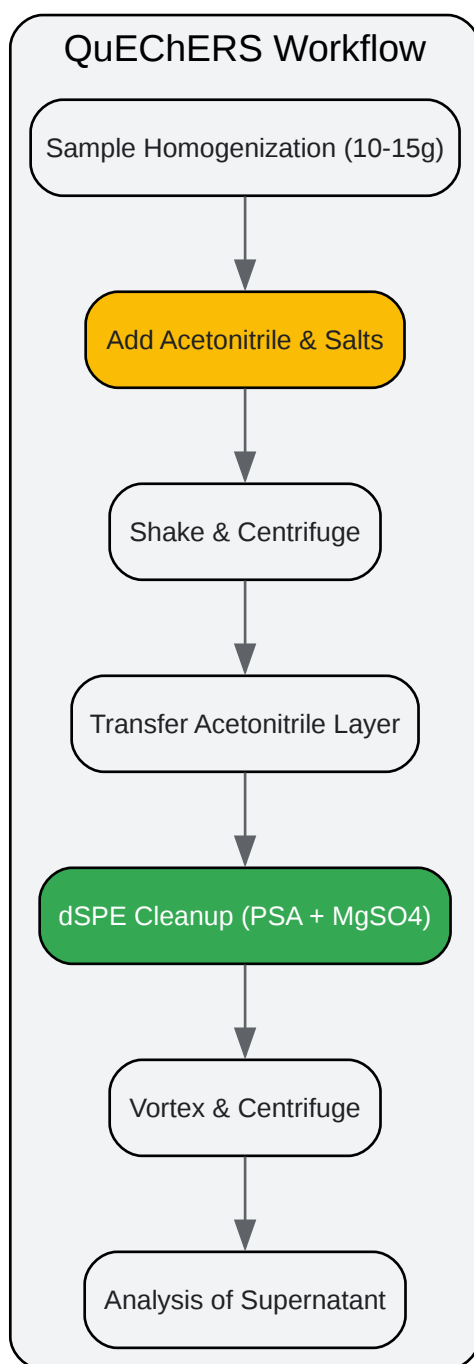 QuEChERS Workflow
Sample Homogenization (10-15g)
Add Acetonitrile & Salts
Shake & Centrifuge
Transfer Acetonitrile Layer
dSPE Cleanup (PSA + MgSO4)
Vortex & Centrifuge
Analysis of Supernatant